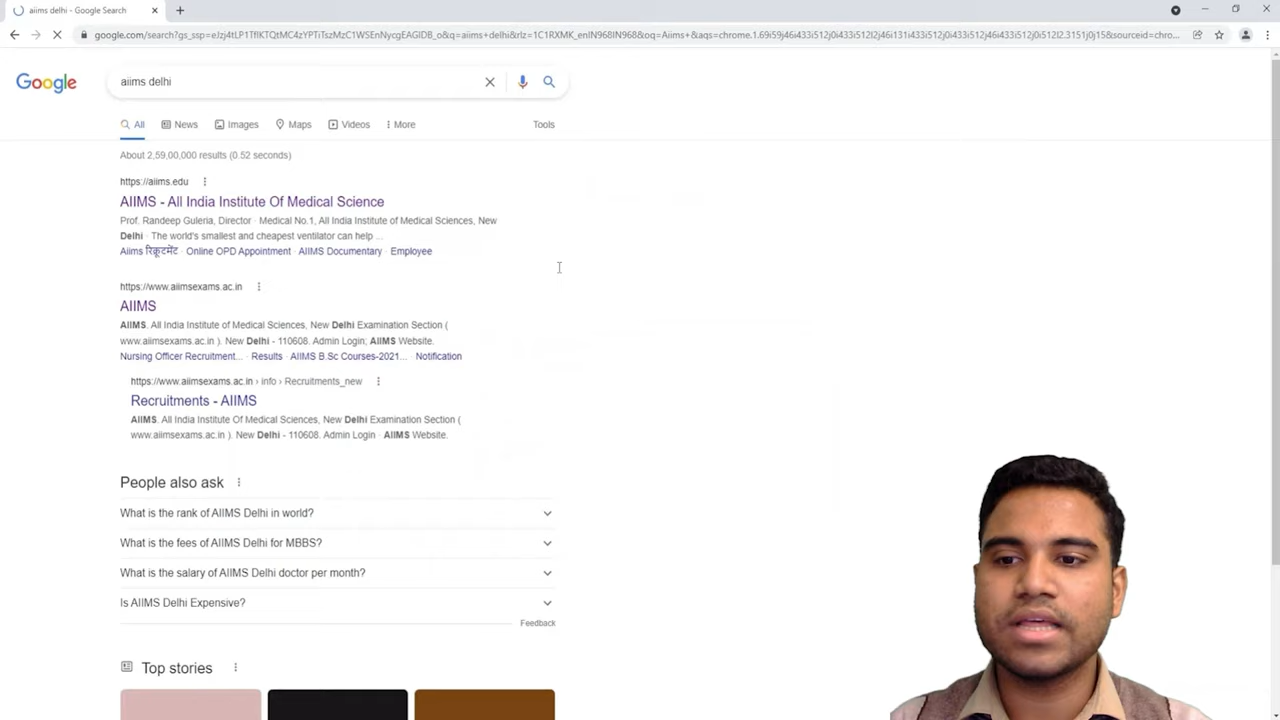 aiims delhi - Google Search
google.com/search?gs_ssp=eJzj4tLP1TflKTQtMC4zYPTiTszMzC1WSEnNycgEAGlDB_o&q=aiims+delhi&rlz=1C1RXMK_enIN968IN968&oq=Aiims+&aqs=chrome.1.69i59j46i433i512j0i433i512l2j46i131i433i512j0i433i512j46i433i512j0i512l2.3151j0j15&sourceid=chro...
Google
aiims delhi
All News Images Maps Videos More Tools
About 2,59,00,000 results (0.52 seconds)
https://aiims.edu
AIIMS - All India Institute Of Medical Science
Prof. Randeep Guleria, Director · Medical No.1, All India Institute of Medical Sciences, New
Delhi · The world's smallest and cheapest ventilator can help ...
Aiims रिक्रूटमेंट · Online OPD Appointment · AIIMS Documentary · Employee
https://www.aiimsexams.ac.in
AIIMS
AIIMS. All India Institute of Medical Sciences, New Delhi Examination Section (
www.aiimsexams.ac.in ). New Delhi - 110608. Admin Login; AIIMS Website.
Nursing Officer Recruitment... · Results · AIIMS B.Sc Courses-2021... · Notification
https://www.aiimsexams.ac.in › info › Recruitments_new
Recruitments - AIIMS
AIIMS. All India Institute of Medical Sciences, New Delhi Examination Section (
www.aiimsexams.ac.in ). New Delhi - 110608. Admin Login · AIIMS Website.
People also ask
What is the rank of AIIMS Delhi in world?
What is the fees of AIIMS Delhi for MBBS?
What is the salary of AIIMS Delhi doctor per month?
Is AIIMS Delhi Expensive?
Feedback
Top stories